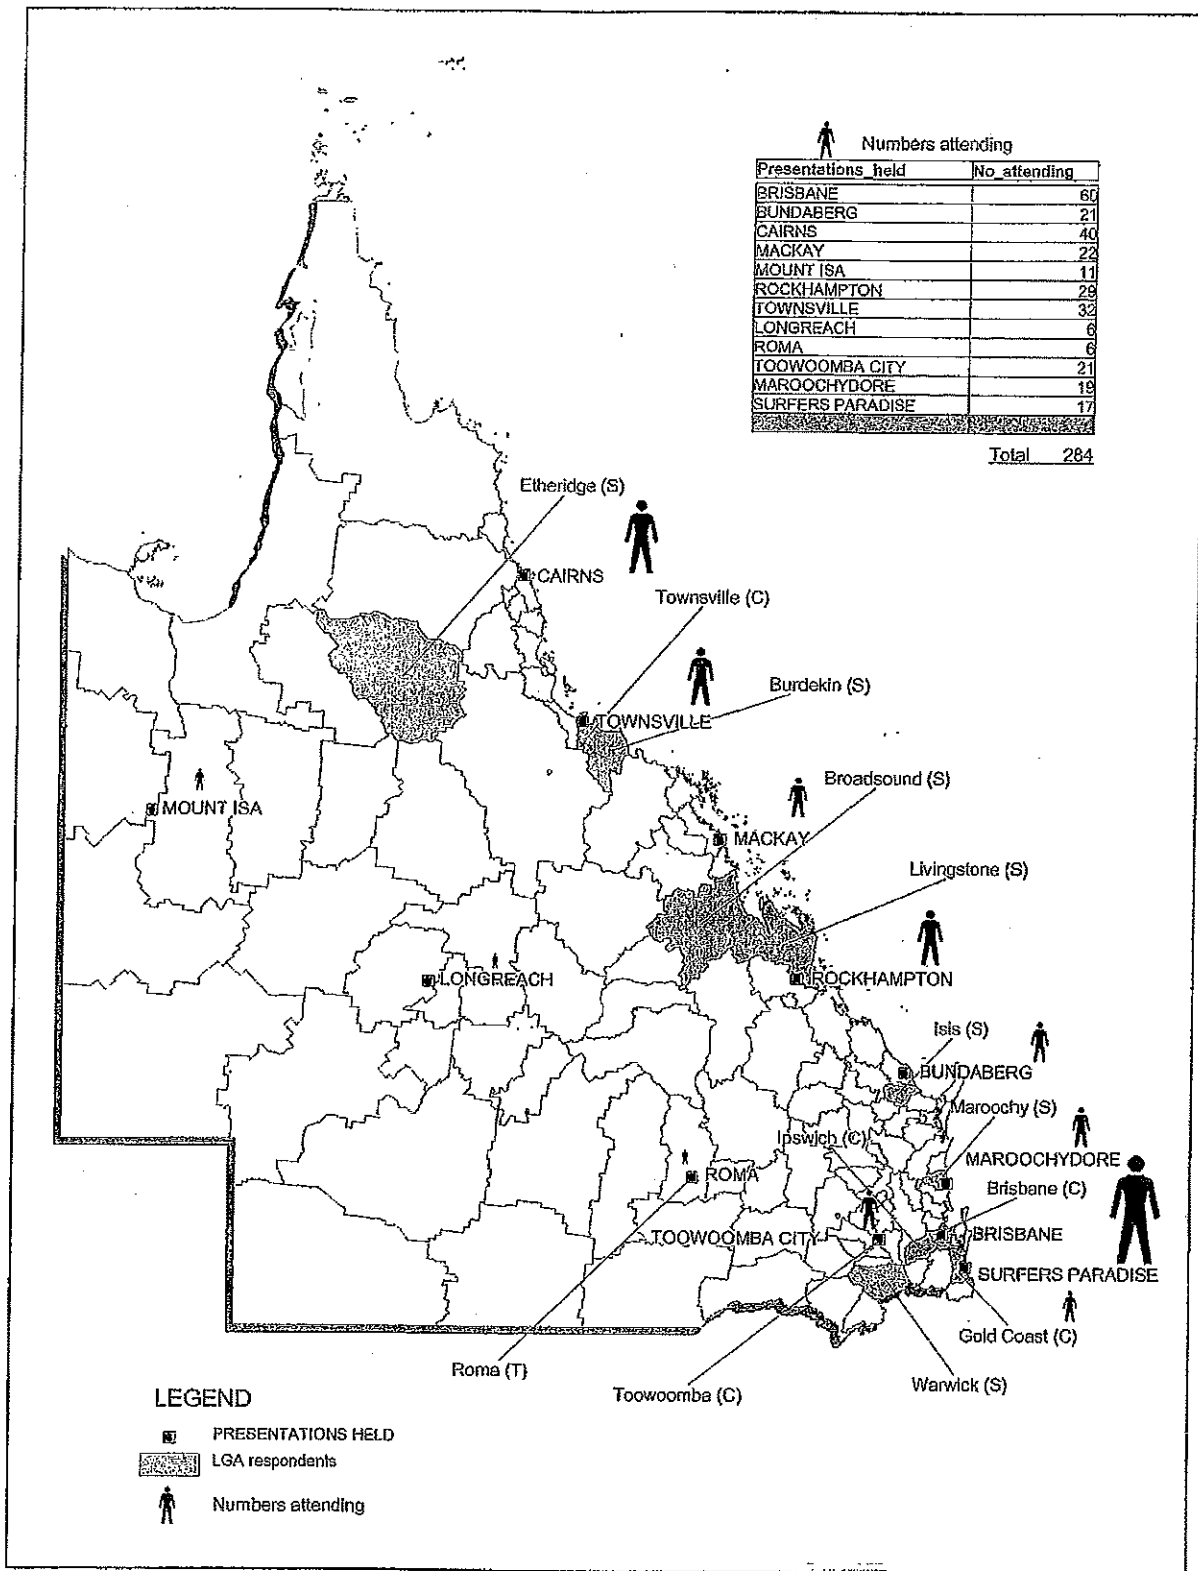 Numbers attending
Presentations_held No_attending
BRISBANE 60
BUNDABERG 21
CAIRNS 40
MACKAY 22
MOUNT ISA 11
ROCKHAMPTON 29
TOWNSVILLE 32
LONGREACH 6
ROMA 6
TOOWOOMBA CITY 21
MAROOCHYDORE 19
SURFERS PARADISE 17
Total 284
Etheridge (S)
CAIRNS
Townsville (C)
Burdekin (S)
TOWNSVILLE
Broadsound (S)
MOUNT ISA
MACKAY
Livingstone (S)
LONGREACH
ROCKHAMPTON
Isis (S)
BUNDABERG
Maroochy (S)
Ipswich (C)
MAROOCHYDORE
ROMA
Brisbane (C)
TOOWOOMBA CITY
BRISBANE
SURFERS PARADISE
Gold Coast (C)
Roma (T)
Toowoomba (C)
Warwick (S)
LEGEND
PRESENTATIONS HELD
LGA respondents
Numbers attending